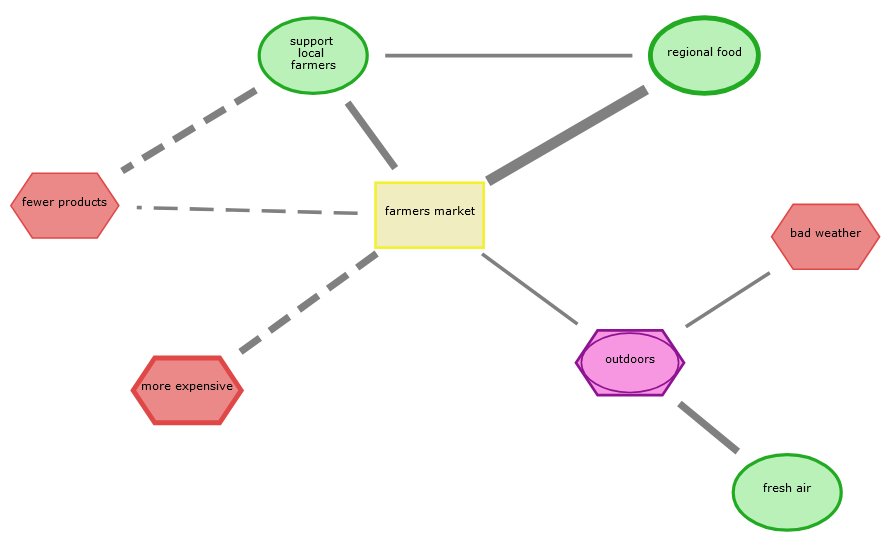 support
local
farmers
regional food
fewer products
farmers market
bad weather
outdoors
more expensive
fresh air